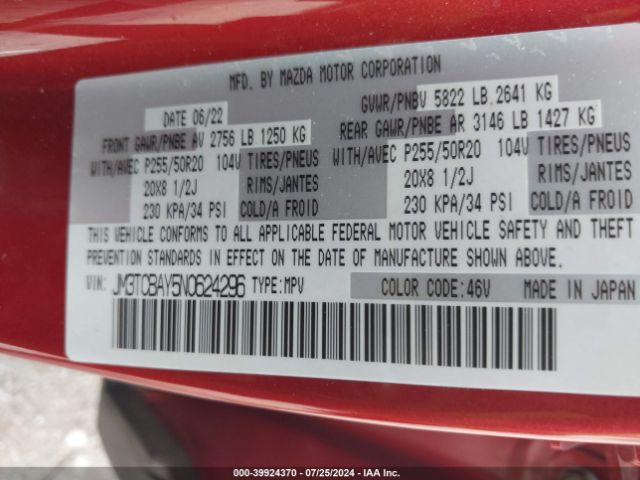 MFD. BY MAZDA MOTOR CORPORATION
DATE 06/22 GVWR/PNBV 5822 LB 2641 KG
FRONT GAWR/PNBE AV 2756 LB 1250 KG REAR GAWR/PNBE AR 3146 LB 1427 KG
WITH/AVEC P255/50R20 104V TIRES/PNEUS WITH/AVEC P255/50R20 104V TIRES/PNEUS
20X8 1/2J RIMS/JANTES 20X8 1/2J RIMS/JANTES
230 KPA/34 PSI COLD/A FROID 230 KPA/34 PSI COLD/A FROID
THIS VEHICLE CONFORMS TO ALL APPLICABLE FEDERAL MOTOR VEHICLE SAFETY AND THEFT
PREVENTION STANDARDS IN EFFECT ON THE DATE OF MANUFACTURE SHOWN ABOVE.
VIN: JM3TCBAY5N0624296 TYPE:MPV COLOR CODE:46V MADE IN JAPAN
000-39924370 - 07/25/2024 - IAA Inc.